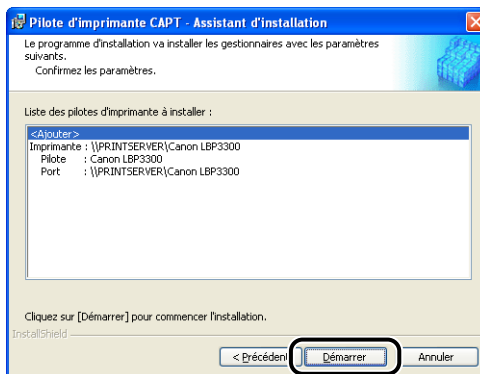 Pilote d'imprimante CAPT - Assistant d'installation
Le programme d'installation va installer les gestionnaires avec les paramètres
suivants.
Confirmez les paramètres.
Liste des pilotes d'imprimante à installer :
<Ajouter>
Imprimante : \\PRINTSERVER\Canon LBP3300
Pilote : Canon LBP3300
Port : \\PRINTSERVER\Canon LBP3300
Cliquez sur [Démarrer] pour commencer l'installation.
InstallShield
< Précédent Démarrer Annuler